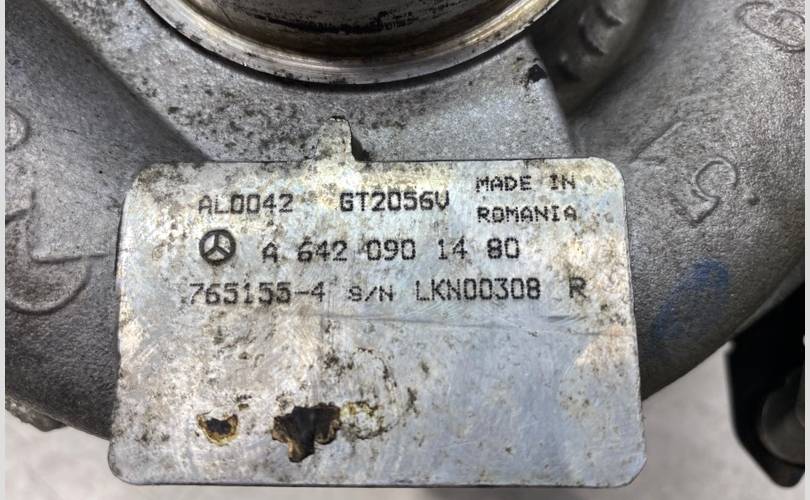 AL0042 GT2056V MADE IN
ROMANIA
A 642 090 14 80
765155-4 S/N LKN00308 R